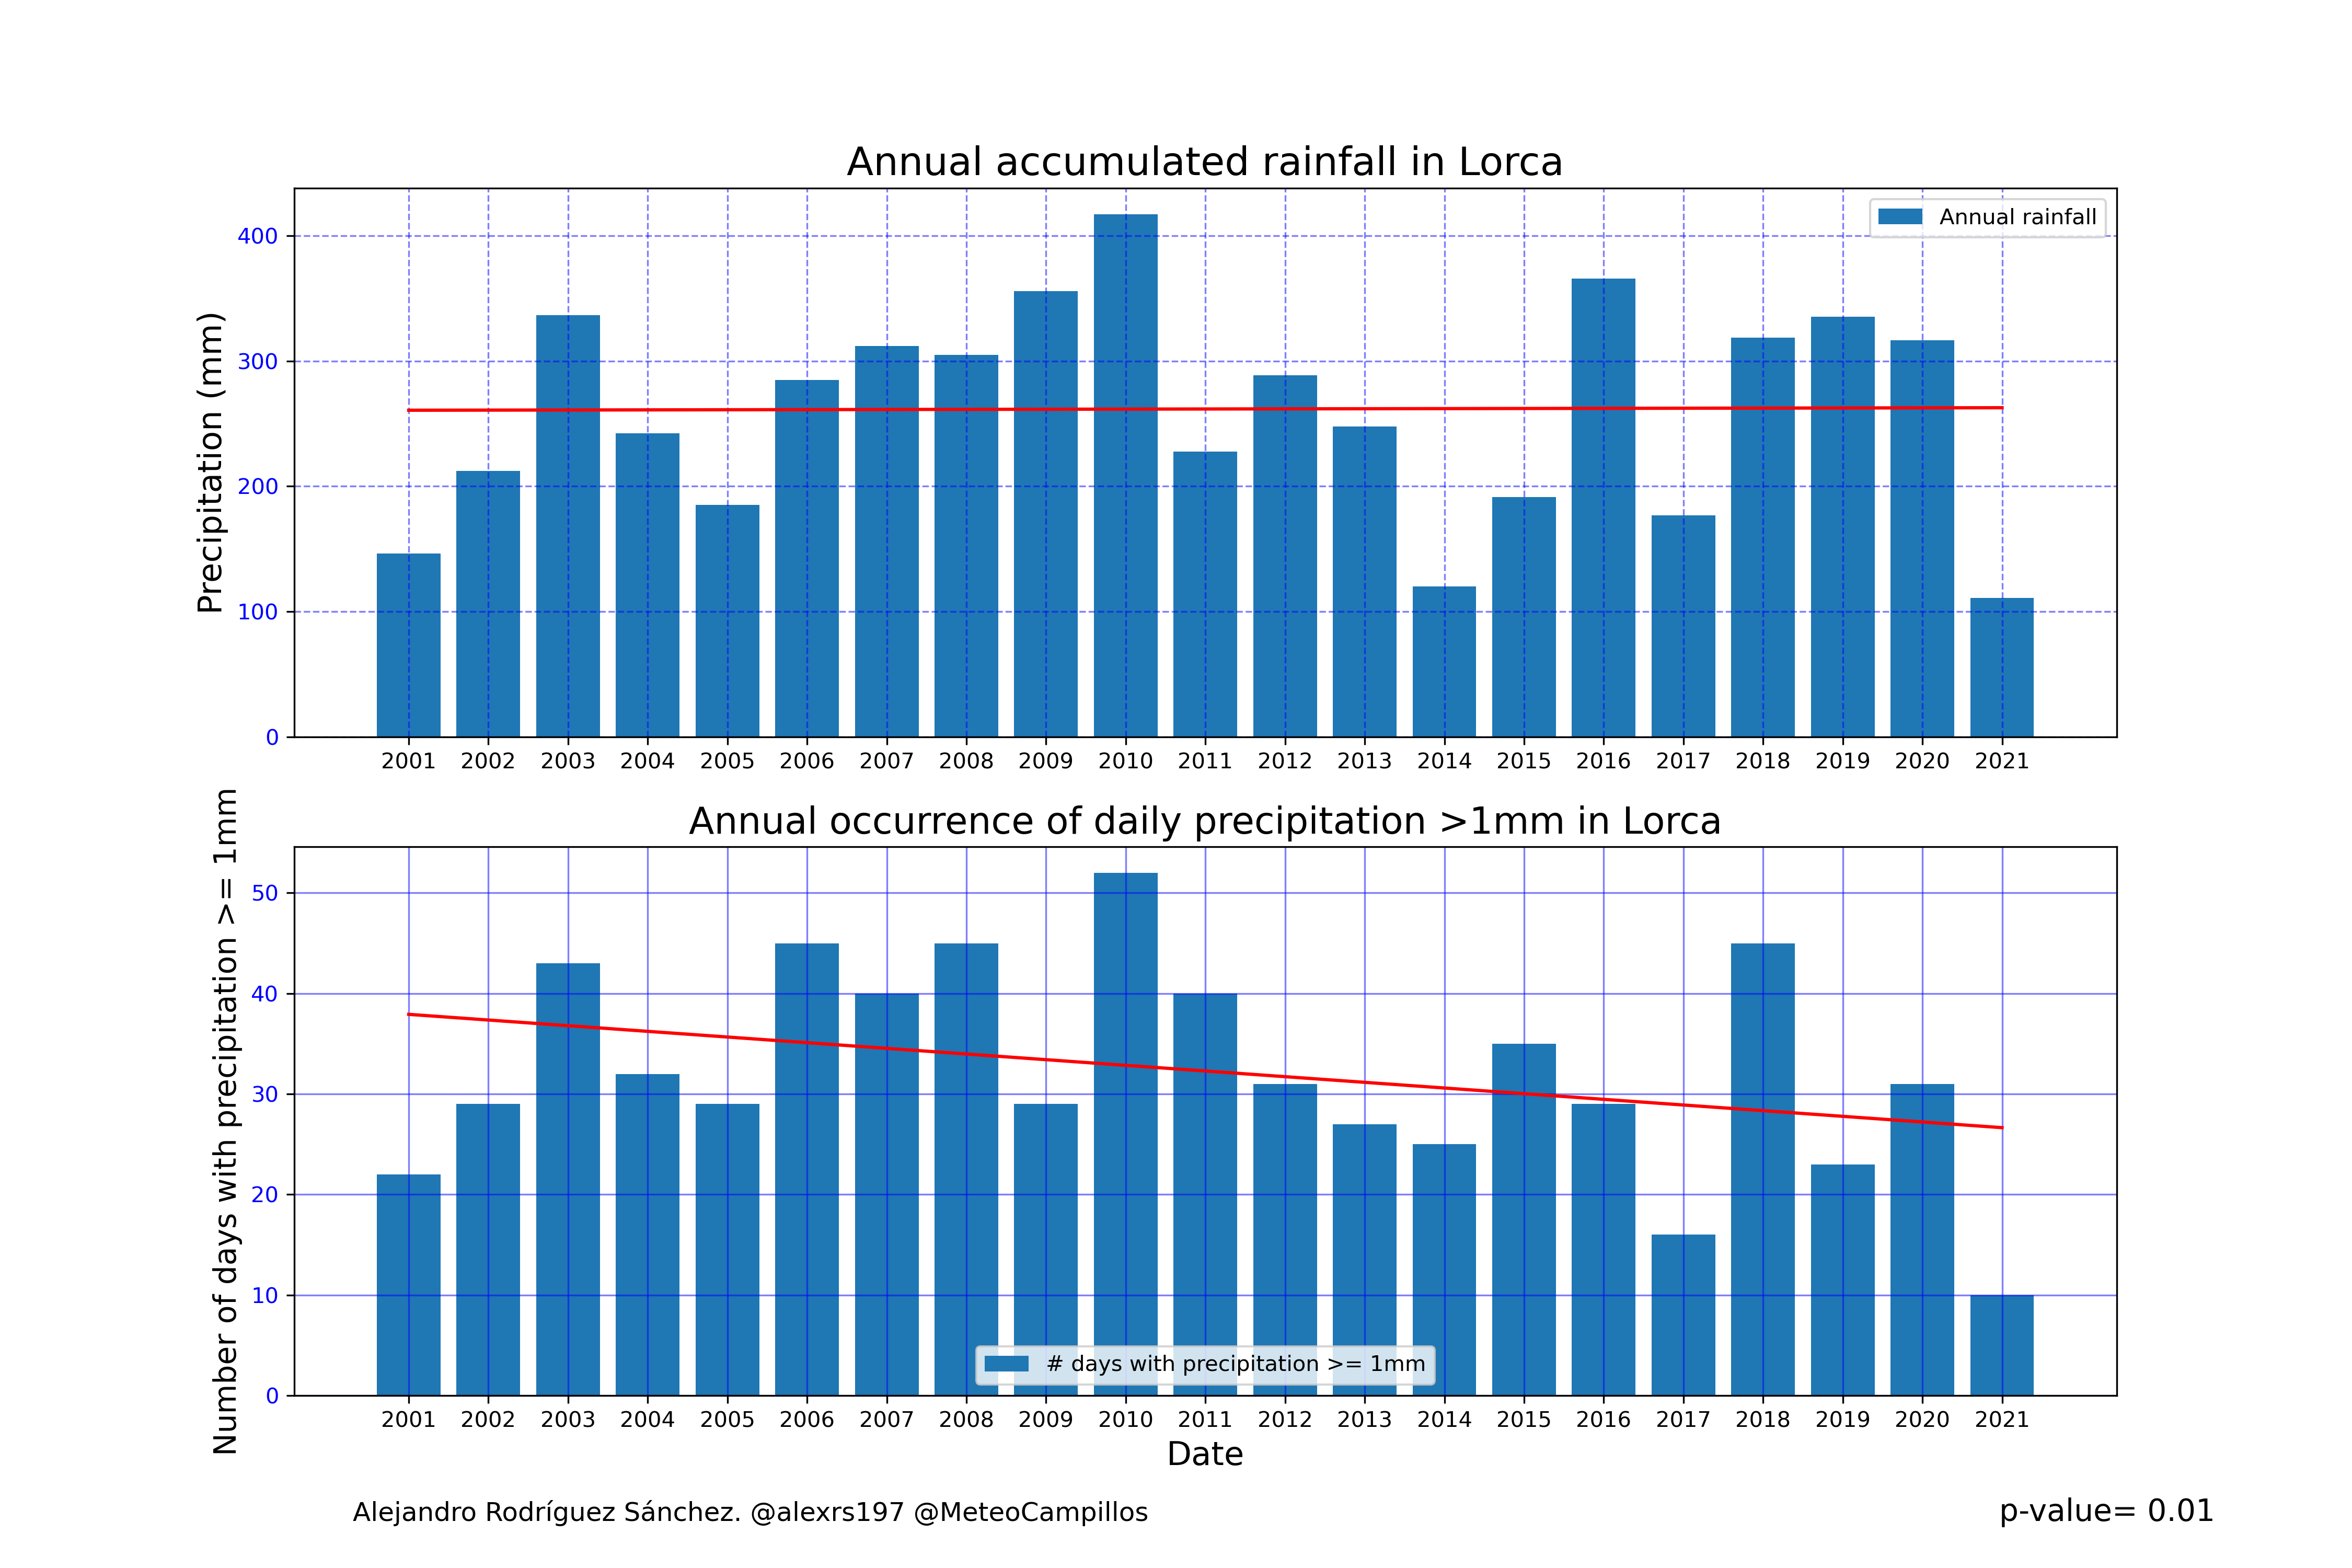 Annual accumulated rainfall in Lorca
Precipitation (mm)
400
300
200
100
0
Annual rainfall
2001 2002 2003 2004 2005 2006 2007 2008 2009 2010 2011 2012 2013 2014 2015 2016 2017 2018 2019 2020 2021
Annual occurrence of daily precipitation >1mm in Lorca
Number of days with precipitation >= 1mm
50
40
30
20
10
0
# days with precipitation >= 1mm
2001 2002 2003 2004 2005 2006 2007 2008 2009 2010 2011 2012 2013 2014 2015 2016 2017 2018 2019 2020 2021
Date
Alejandro Rodríguez Sánchez. @alexrs197 @MeteoCampillos
p-value= 0.01